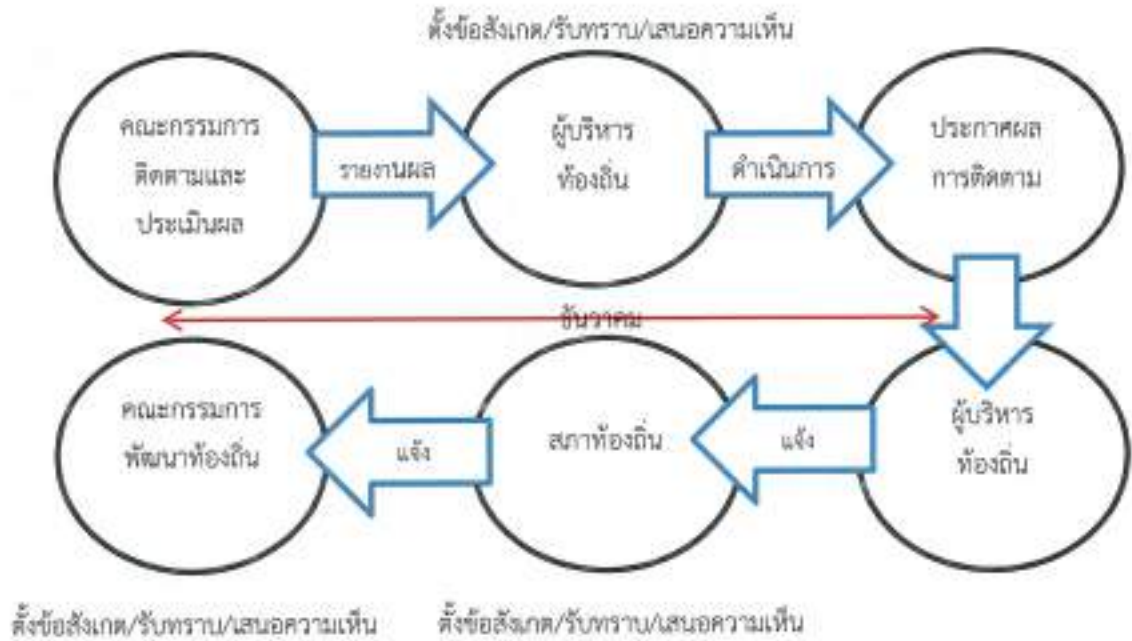 ตั้งข้อสังเกต/รับทราบ/เสนอความเห็น
คณะกรรมการ
ติดตามและ
ประเมินผล
รายงานผล
ผู้บริหาร
ท้องถิ่น
ดำเนินการ
ประกาศผล
การติดตาม
ธันวาคม
คณะกรรมการ
พัฒนาท้องถิ่น
แจ้ง
สภาท้องถิ่น
แจ้ง
ผู้บริหาร
ท้องถิ่น
ตั้งข้อสังเกต/รับทราบ/เสนอความเห็น
ตั้งข้อสังเกต/รับทราบ/เสนอความเห็น